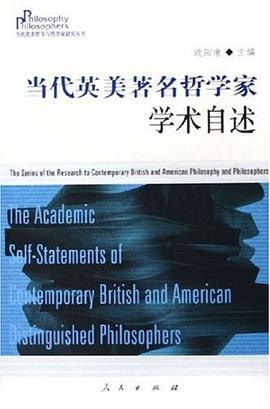 Philosophy
Philosophers
当代英美哲学与哲学家研究丛书
欧阳康 主编
当代英美著名哲学家
学术自述
The Series of the Research to Contemporary British and American Philosophy and Philosophers
The Academic
Self-Statements of
Contemporary British and American
Distinguished Philosophers
人民出版社